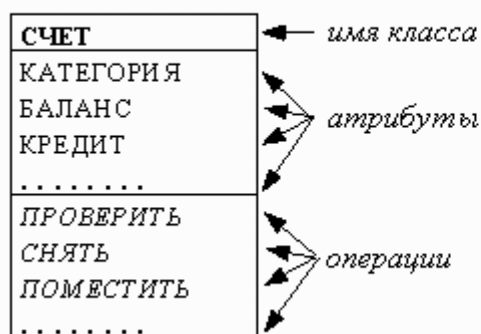 СЧЕТ
имя класса
КАТЕГОРИЯ
БАЛАНС
атрибуты
КРЕДИТ
. . . . . . . .
ПРОВЕРИТЬ
СНЯТЬ
операции
ПОМЕСТИТЬ
. . . . . . . .